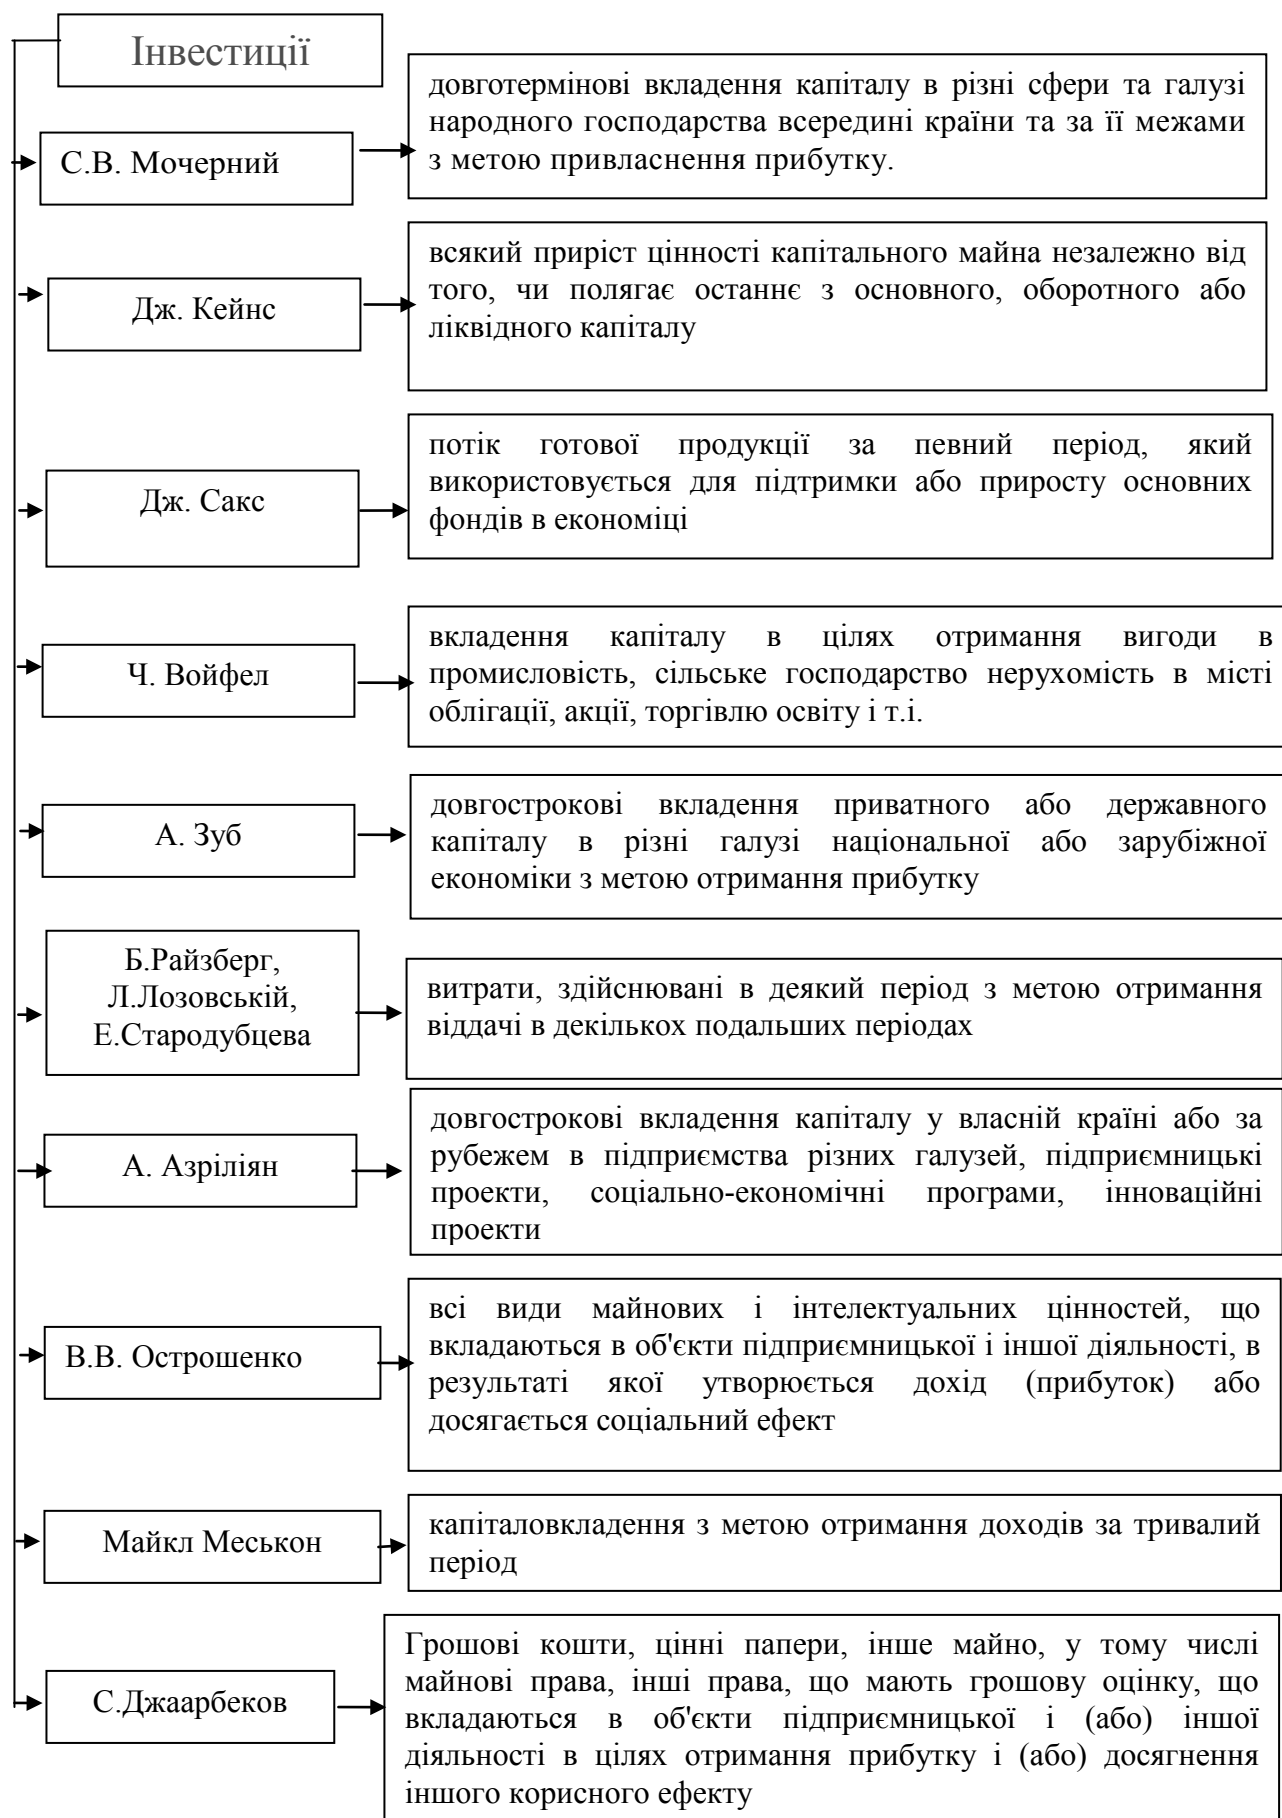 Інвестиції
С.В. Мочерний
довготермінові вкладення капіталу в різні сфери та галузі
народного господарства всередині країни та за її межами
з метою привласнення прибутку.
Дж. Кейнс
всякий приріст цінності капітального майна незалежно від
того, чи полягає останнє з основного, оборотного або
ліквідного капіталу
Дж. Сакс
потік готової продукції за певний період, який
використовується для підтримки або приросту основних
фондів в економіці
Ч. Войфел
вкладення капіталу в цілях отримання вигоди в
промисловість, сільське господарство нерухомість в місті
облігації, акції, торгівлю освіту і т.і.
А. Зуб
довгострокові вкладення приватного або державного
капіталу в різні галузі національної або зарубіжної
економіки з метою отримання прибутку
Б.Райзберг,
Л.Лозовській,
Е.Стародубцева
витрати, здійснювані в деякий період з метою отримання
віддачі в декількох подальших періодах
А. Азріліян
довгострокові вкладення капіталу у власній країні або за
рубежем в підприємства різних галузей, підприємницькі
проекти, соціально-економічні програми, інноваційні
проекти
В.В. Острошенко
всі види майнових і інтелектуальних цінностей, що
вкладаються в об'єкти підприємницької і іншої діяльності, в
результаті якої утворюється дохід (прибуток) або
досягається соціальний ефект
Майкл Меськон
капіталовкладення з метою отримання доходів за тривалий
період
С.Джаарбеков
Грошові кошти, цінні папери, інше майно, у тому числі
майнові права, інші права, що мають грошову оцінку, що
вкладаються в об'єкти підприємницької і (або) іншої
діяльності в цілях отримання прибутку і (або) досягнення
іншого корисного ефекту